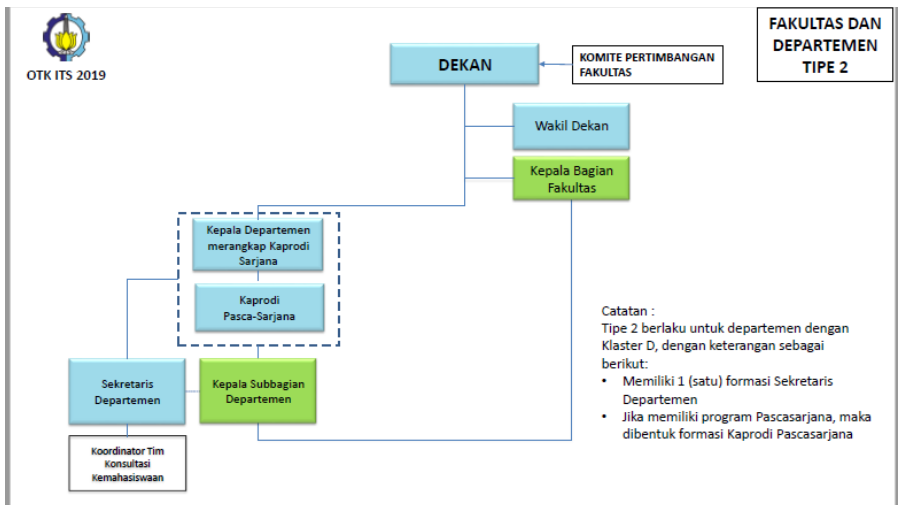 OTK ITS 2019
DEKAN
KOMITE PERTIMBANGAN
FAKULTAS
FAKULTAS DAN
DEPARTEMEN
TIPE 2
Wakil Dekan
Kepala Bagian
Fakultas
Kepala Departemen
merangkap Kaprodi
Sarjana
Kaprodi
Pasca-Sarjana
Sekretaris
Departemen
Kepala Subbagian
Departemen
Koordinator Tim
Konsultasi
Kemahasiswaan
Catatan :
Tipe 2 berlaku untuk departemen dengan
Klaster D, dengan keterangan sebagai
berikut:
• Memiliki 1 (satu) formasi Sekretaris
Departemen
• Jika memiliki program Pascasarjana, maka
dibentuk formasi Kaprodi Pascasarjana